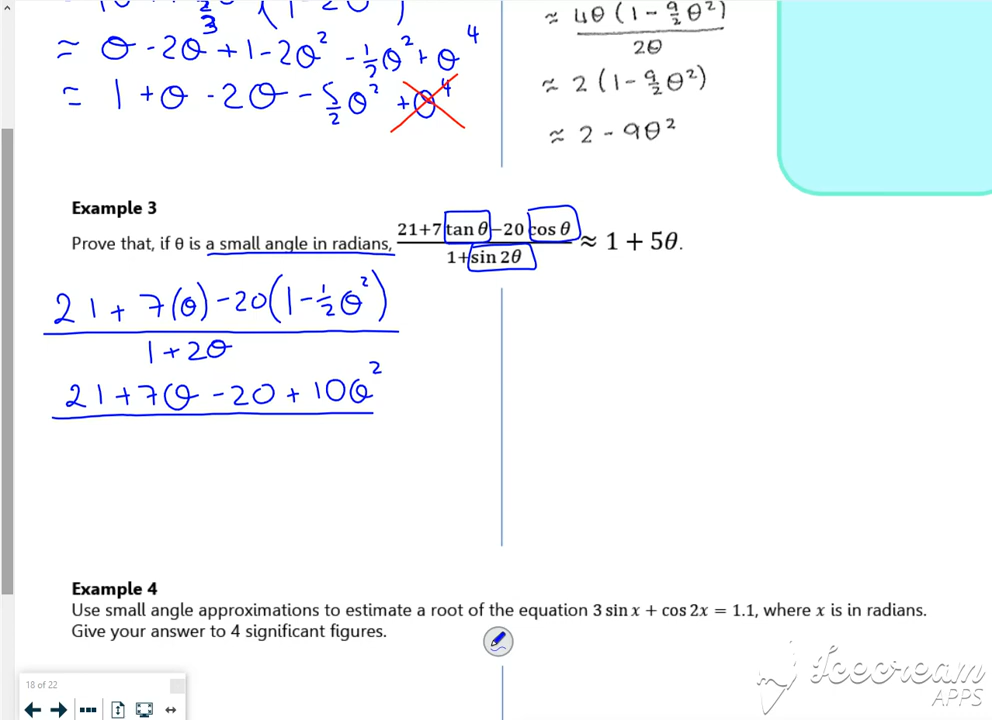 ≈ θ - 2θ³ + 1 - 2θ² - ½θ² + θ⁴
= 1 + θ - 2θ - 5/2 θ² + θ⁴
≈ 4θ(1 - 9/2 θ²)
2θ
≈ 2(1 - 9/2 θ²)
≈ 2 - 9θ²
Example 3
Prove that, if θ is a small angle in radians, (21+7 tan θ−20 cos θ)/(1+sin 2θ) ≈ 1 + 5θ.
21 + 7(θ) - 20(1 - ½θ²)
1 + 2θ
21 + 7θ - 20 + 10θ²
Example 4
Use small angle approximations to estimate a root of the equation 3 sin x + cos 2x = 1.1, where x is in radians.
Give your answer to 4 significant figures.
18 of 22
Icecream
APPS